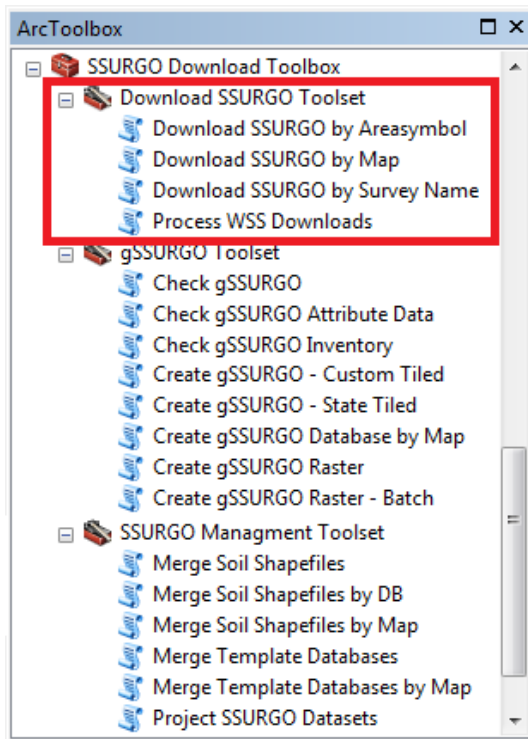 ArcToolbox
SSURGO Download Toolbox
Download SSURGO Toolset
Download SSURGO by Areasymbol
Download SSURGO by Map
Download SSURGO by Survey Name
Process WSS Downloads
gSSURGO Toolset
Check gSSURGO
Check gSSURGO Attribute Data
Check gSSURGO Inventory
Create gSSURGO - Custom Tiled
Create gSSURGO - State Tiled
Create gSSURGO Database by Map
Create gSSURGO Raster
Create gSSURGO Raster - Batch
SSURGO Managment Toolset
Merge Soil Shapefiles
Merge Soil Shapefiles by DB
Merge Soil Shapefiles by Map
Merge Template Databases
Merge Template Databases by Map
Project SSURGO Datasets